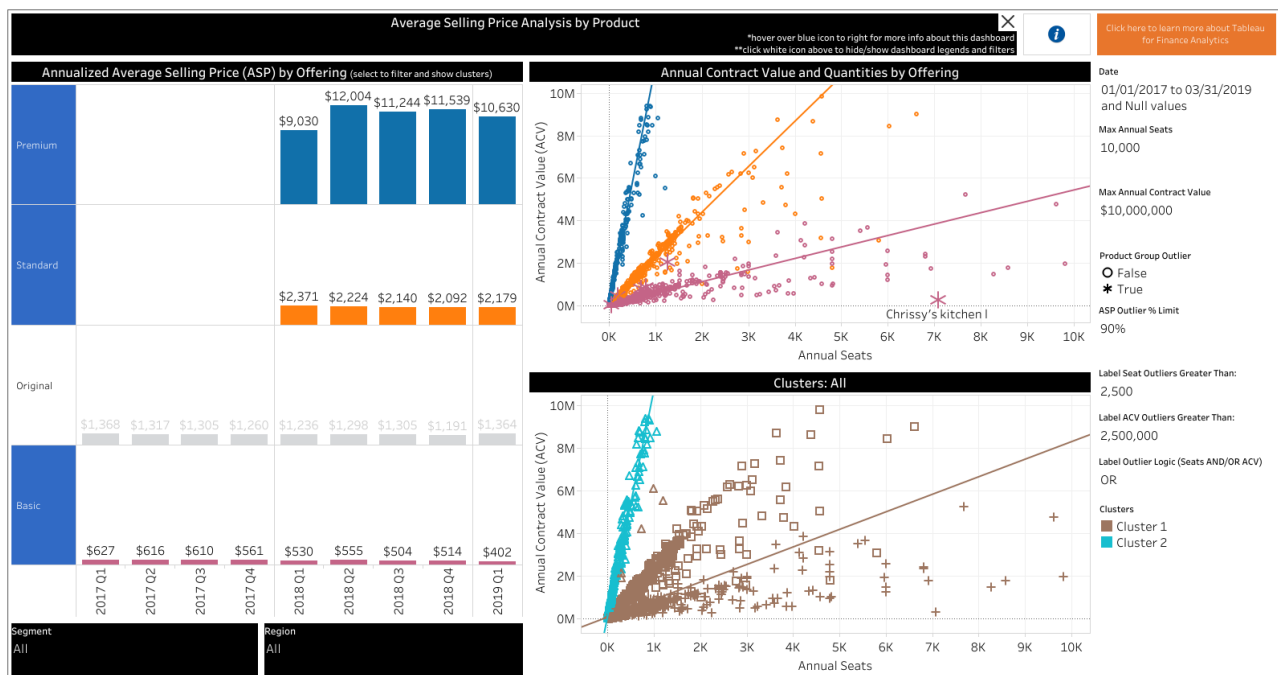 Average Selling Price Analysis by Product
*hover over blue icon to right for more info about this dashboard
**click white icon above to hide/show dashboard legends and filters
i
Click here to learn more about Tableau
for Finance Analytics
Annualized Average Selling Price (ASP) by Offering (select to filter and show clusters)
Premium
$9,030 $12,004 $11,244 $11,539 $10,630
Standard
$2,371 $2,224 $2,140 $2,092 $2,179
Original
$1,368 $1,317 $1,305 $1,260 $1,236 $1,298 $1,305 $1,191 $1,364
Basic
$627 $616 $610 $561 $530 $555 $504 $514 $402
2017 Q1 2017 Q2 2017 Q3 2017 Q4 2018 Q1 2018 Q2 2018 Q3 2018 Q4 2019 Q1
Segment
All
Region
All
Annual Contract Value and Quantities by Offering
Annual Contract Value (ACV)
10M
8M
6M
4M
2M
0M
Chrissy's kitchen I
0K 1K 2K 3K 4K 5K 6K 7K 8K 9K 10K
Annual Seats
Clusters: All
Annual Contract Value (ACV)
10M
8M
6M
4M
2M
0M
0K 1K 2K 3K 4K 5K 6K 7K 8K 9K 10K
Annual Seats
Date
01/01/2017 to 03/31/2019
and Null values
Max Annual Seats
10,000
Max Annual Contract Value
$10,000,000
Product Group Outlier
False
True
ASP Outlier % Limit
90%
Label Seat Outliers Greater Than:
2,500
Label ACV Outliers Greater Than:
2,500,000
Label Outlier Logic (Seats AND/OR ACV)
OR
Clusters
Cluster 1
Cluster 2